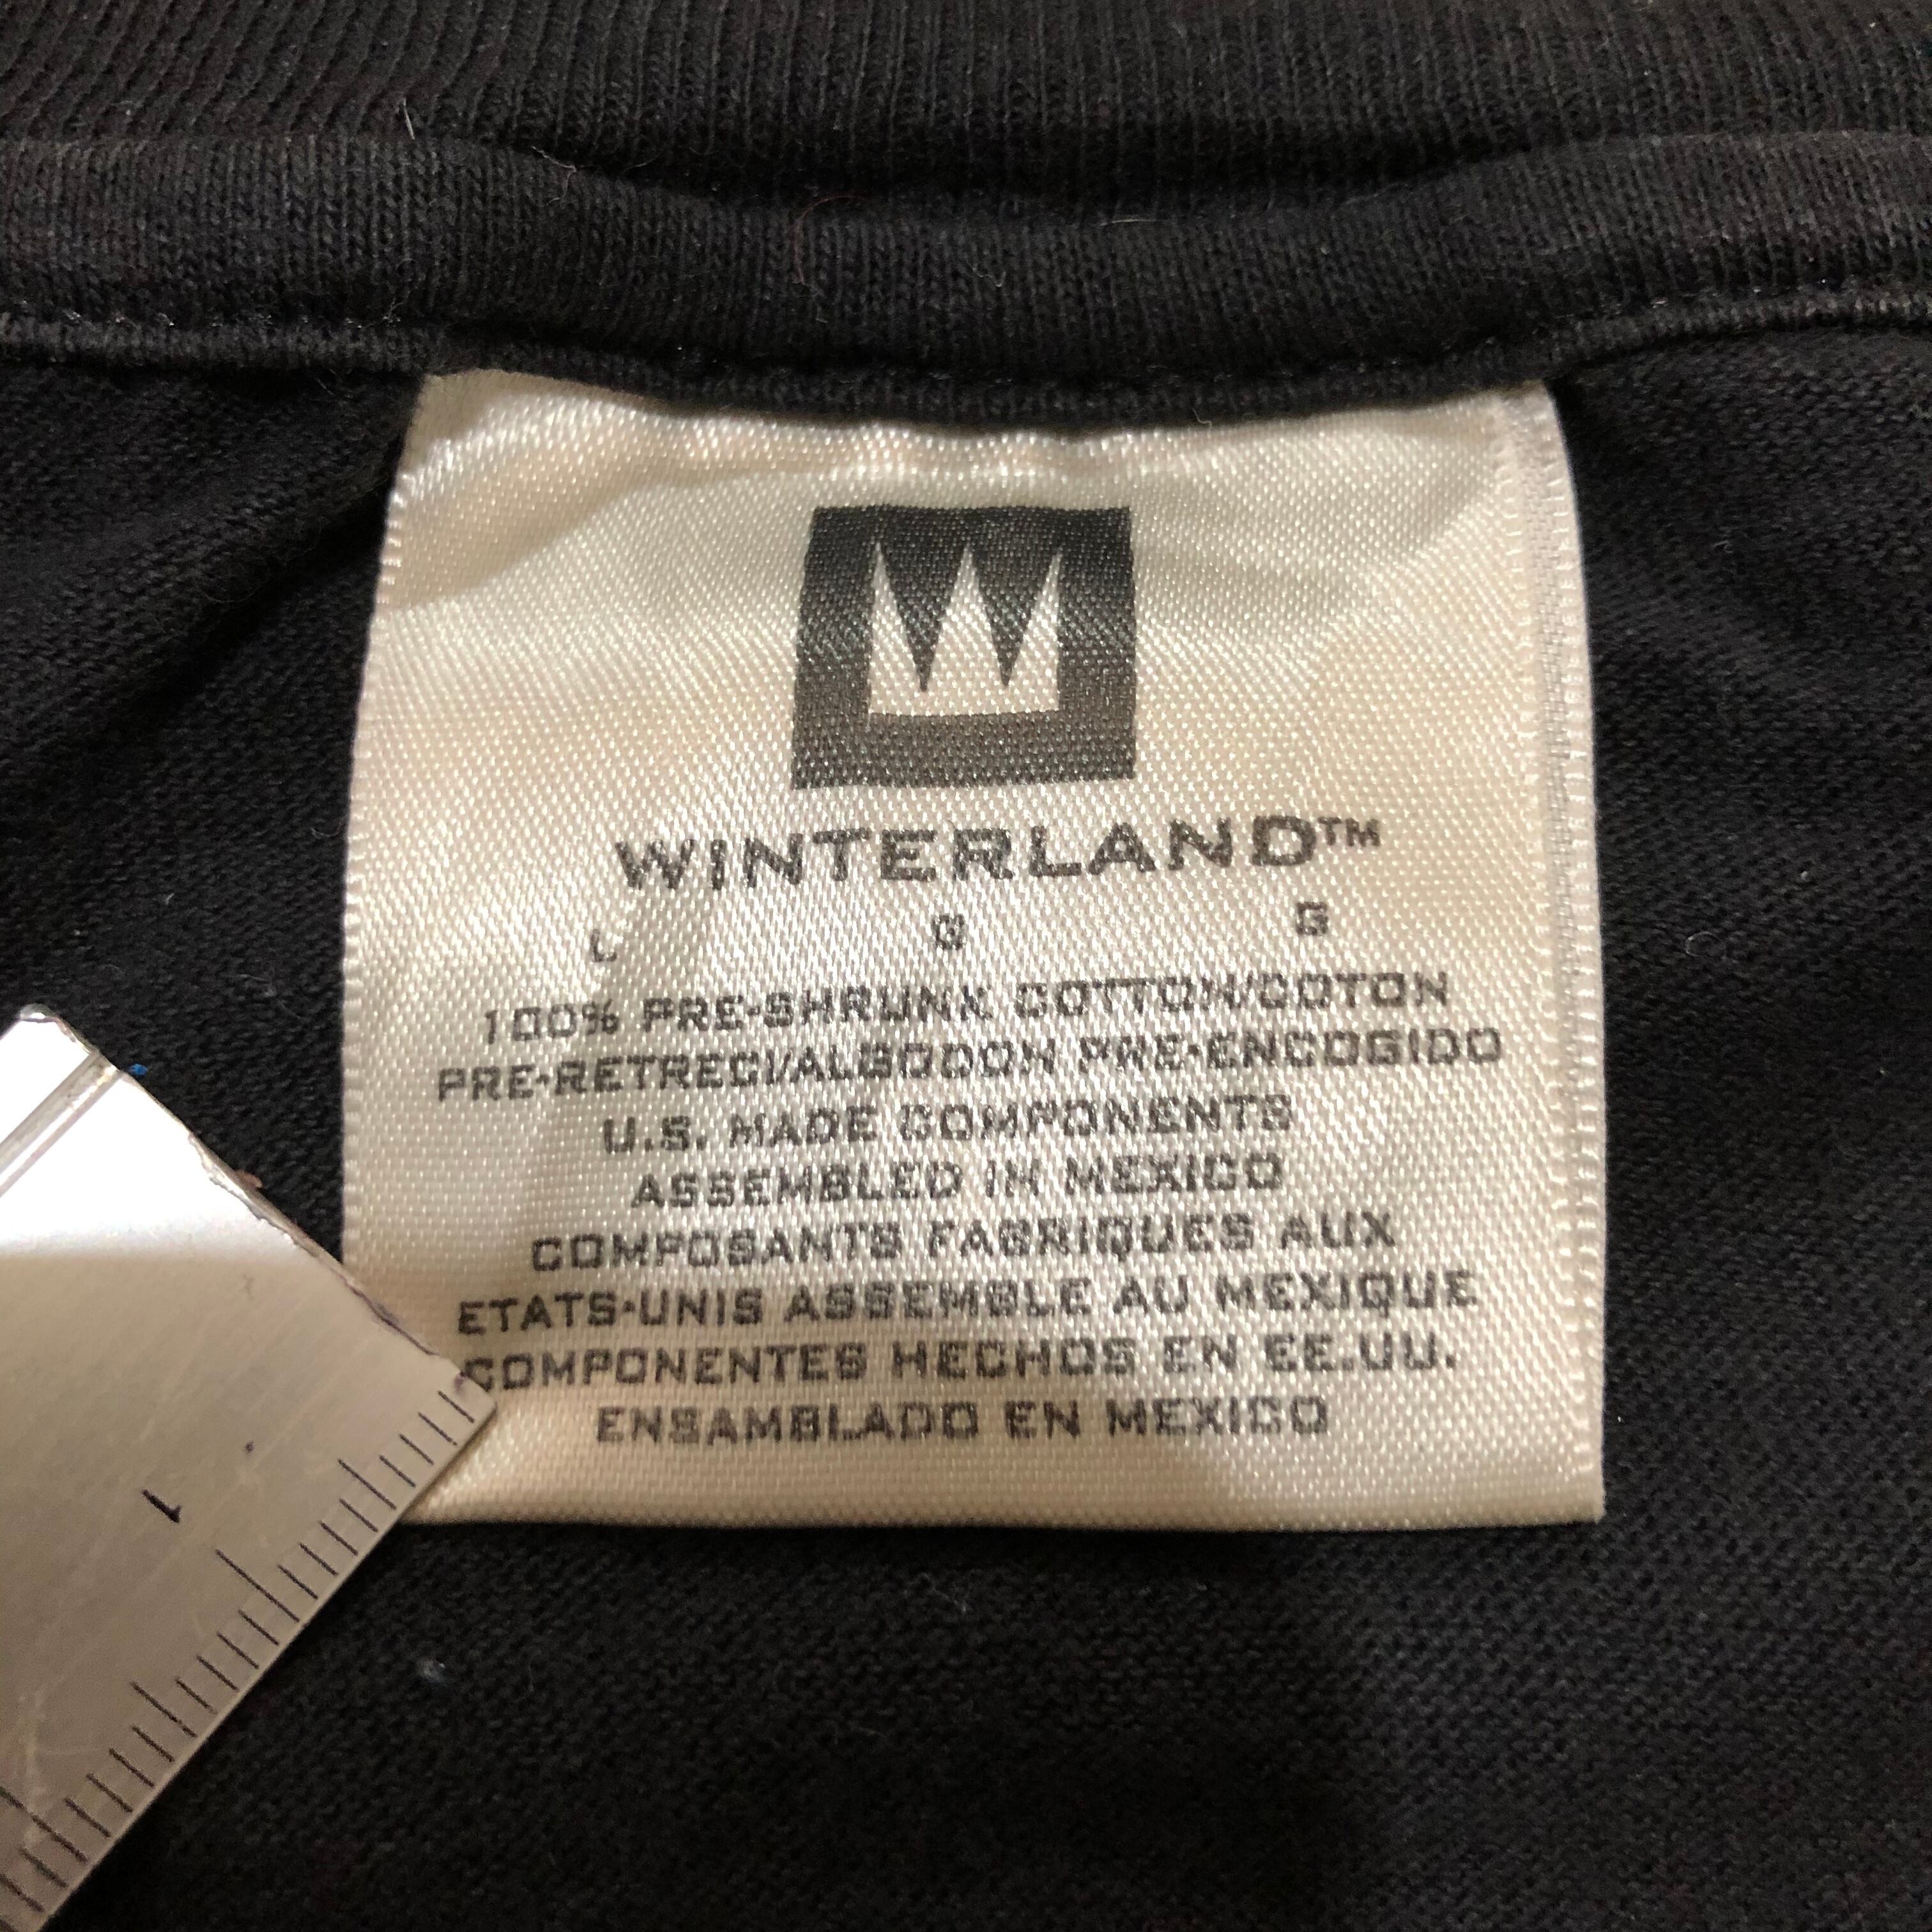 WINTERLAND™
L G G
100% PRE-SHRUNK COTTON/COTON
PRE-RETRECI/ALGODON PRE-ENCOGIDO
U.S. MADE COMPONENTS
ASSEMBLED IN MEXICO
COMPOSANTS FABRIQUES AUX
ETATS-UNIS ASSEMBLE AU MEXIQUE
COMPONENTES HECHOS EN EE.UU.
ENSAMBLADO EN MEXICO
1